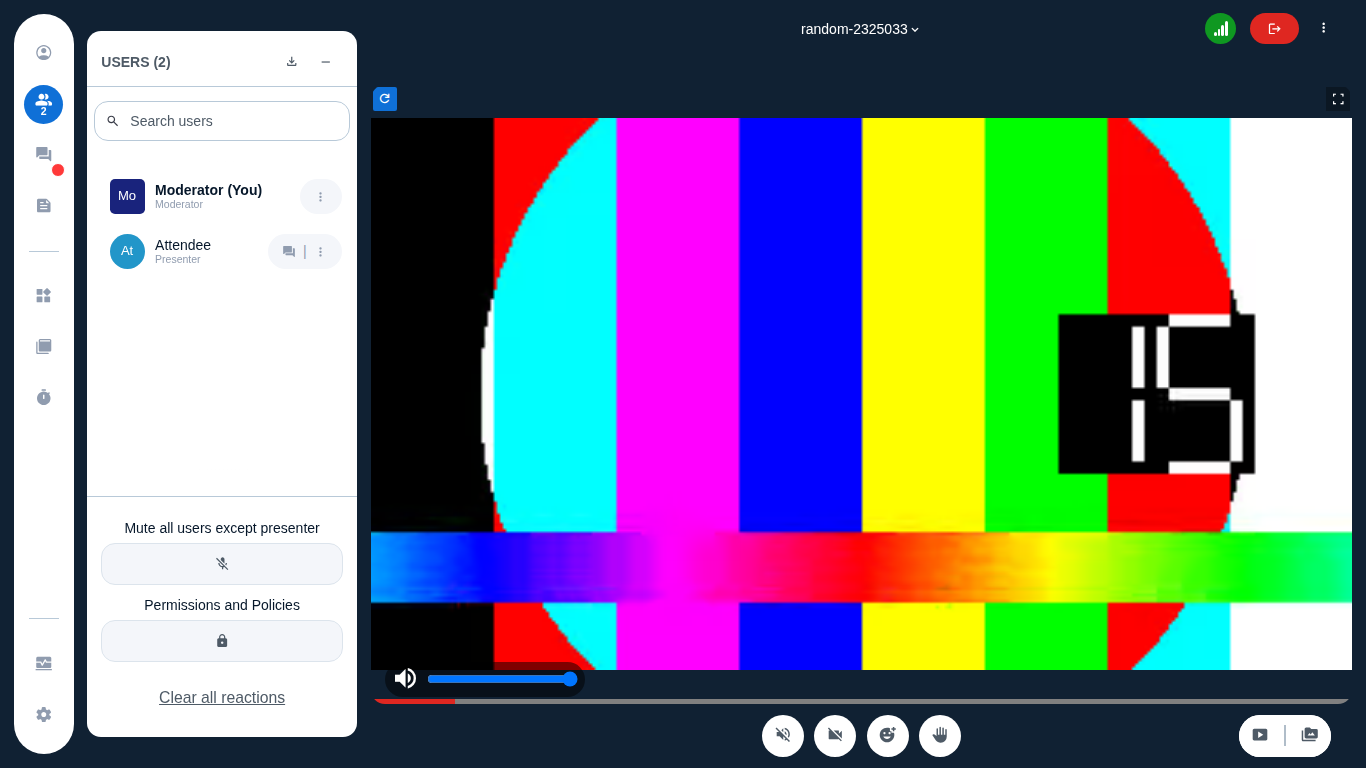 random-2325033
USERS (2)
2
Search users
Mo
Moderator (You)
Moderator
At
Attendee
Presenter
15
Mute all users except presenter
Permissions and Policies
Clear all reactions